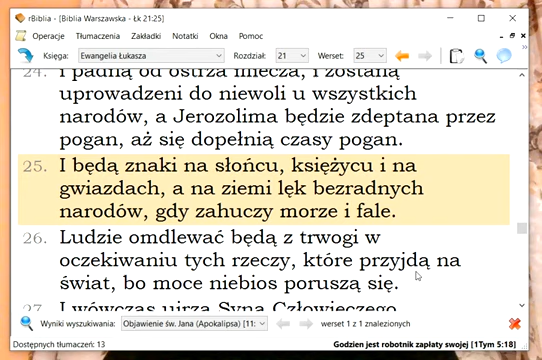 rBiblia - [Biblia Warszawska - Łk 21:25]
Operacje Tłumaczenia Zakładki Notatki Okna Pomoc
Księga: Ewangelia Łukasza Rozdział: 21 Werset: 25
24. i padną od ostrza miecza, i zostaną
uprowadzeni do niewoli u wszystkich
narodów, a Jerozolima będzie zdeptana przez
pogan, aż się dopełnią czasy pogan.
25. I będą znaki na słońcu, księżycu i na
gwiazdach, a na ziemi lęk bezradnych
narodów, gdy zahuczy morze i fale.
26. Ludzie omdlewać będą z trwogi w
oczekiwaniu tych rzeczy, które przyjdą na
świat, bo moce niebios poruszą się.
27. I wówczas ujrzą Syna Człowieczego,
Wyniki wyszukiwania: Objawienie św. Jana (Apokalipsa) [11: werset 1 z 1 znalezionych
Dostępnych tłumaczeń: 13 Godzien jest robotnik zapłaty swojej [1Tym 5:18]